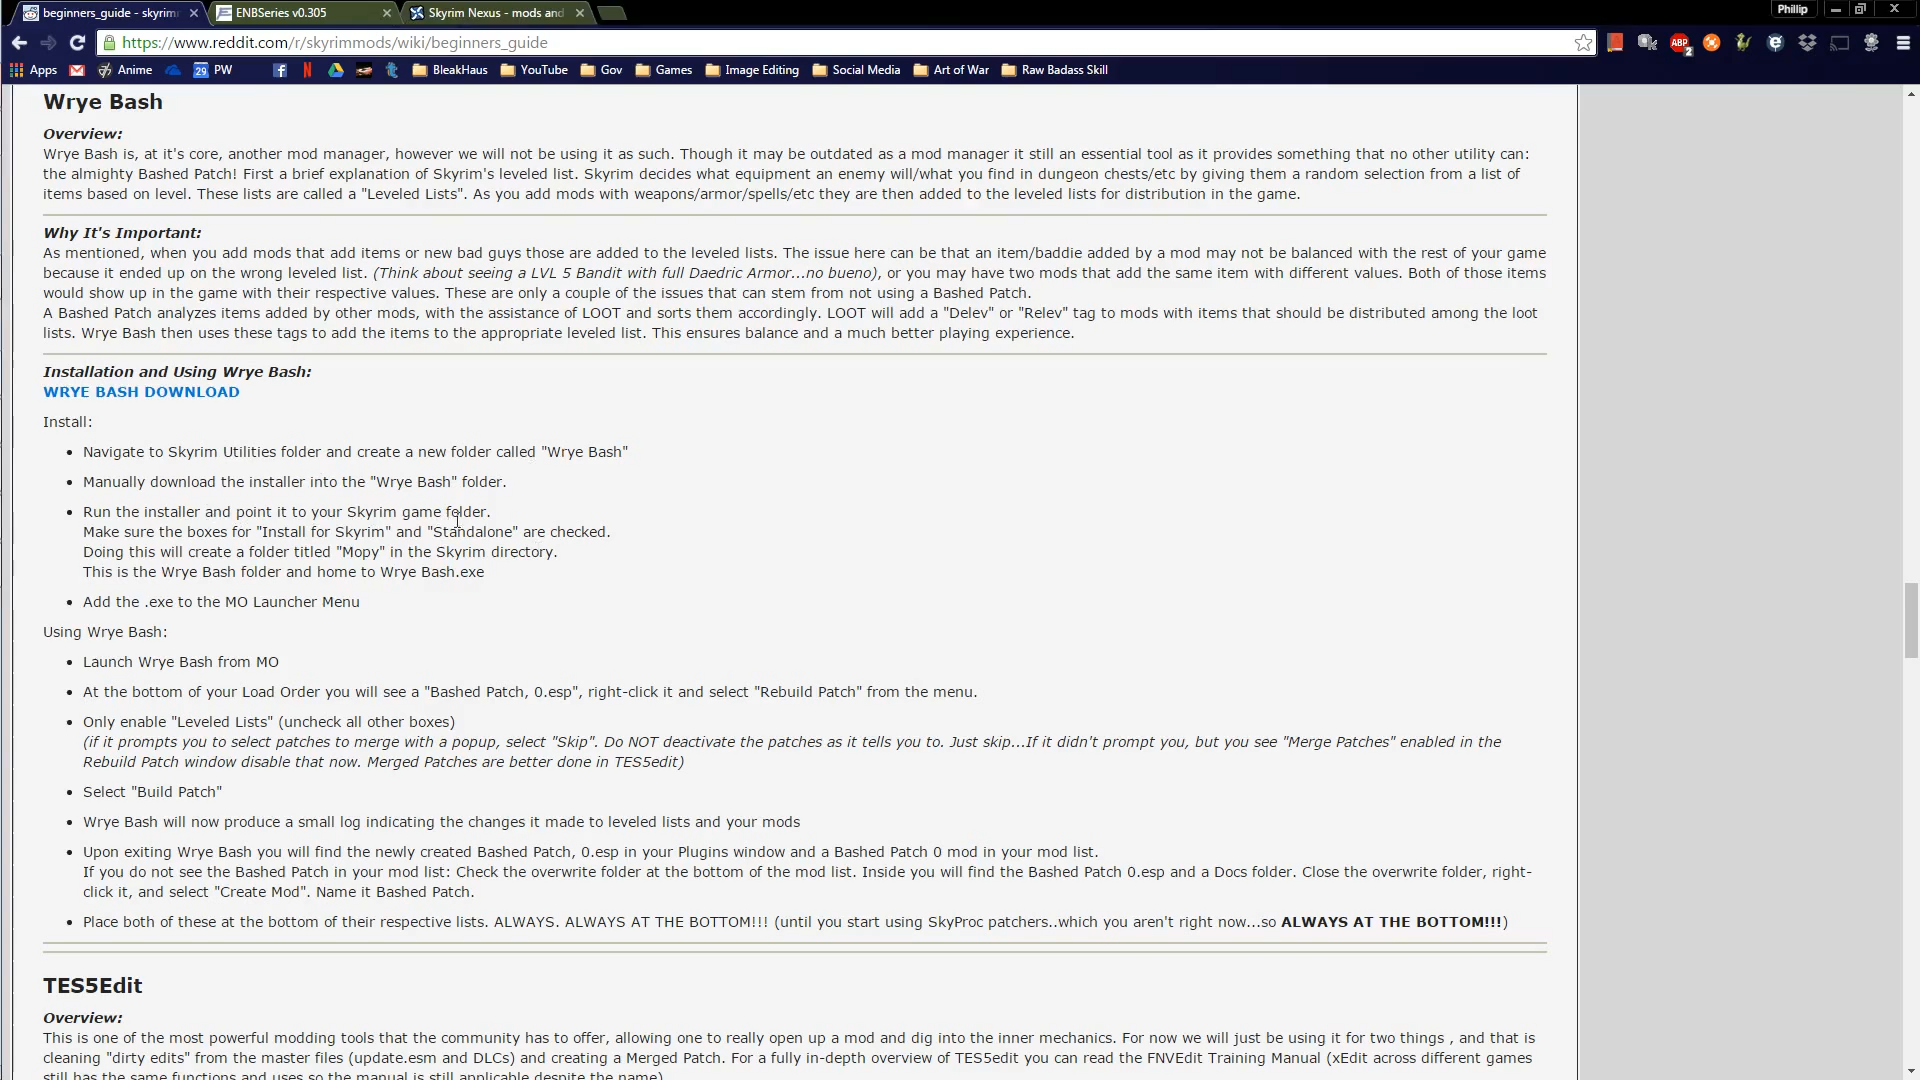 beginners_guide - skyrimm
ENBSeries v0.305
Skyrim Nexus - mods and
Phillip
https://www.reddit.com/r/skyrimmods/wiki/beginners_guide
ABP
2
Apps
Anime
29
PW
BleakHaus
YouTube
Gov
Games
Image Editing
Social Media
Art of War
Raw Badass Skill
Wrye Bash
Overview:
Wrye Bash is, at it's core, another mod manager, however we will not be using it as such. Though it may be outdated as a mod manager it still an essential tool as it provides something that no other utility can:
the almighty Bashed Patch! First a brief explanation of Skyrim's leveled list. Skyrim decides what equipment an enemy will/what you find in dungeon chests/etc by giving them a random selection from a list of
items based on level. These lists are called a "Leveled Lists". As you add mods with weapons/armor/spells/etc they are then added to the leveled lists for distribution in the game.
Why It's Important:
As mentioned, when you add mods that add items or new bad guys those are added to the leveled lists. The issue here can be that an item/baddie added by a mod may not be balanced with the rest of your game
because it ended up on the wrong leveled list. (Think about seeing a LVL 5 Bandit with full Daedric Armor...no bueno), or you may have two mods that add the same item with different values. Both of those items
would show up in the game with their respective values. These are only a couple of the issues that can stem from not using a Bashed Patch.
A Bashed Patch analyzes items added by other mods, with the assistance of LOOT and sorts them accordingly. LOOT will add a "Delev" or "Relev" tag to mods with items that should be distributed among the loot
lists. Wrye Bash then uses these tags to add the items to the appropriate leveled list. This ensures balance and a much better playing experience.
Installation and Using Wrye Bash:
WRYE BASH DOWNLOAD
Install:
• Navigate to Skyrim Utilities folder and create a new folder called "Wrye Bash"
• Manually download the installer into the "Wrye Bash" folder.
• Run the installer and point it to your Skyrim game folder.
Make sure the boxes for "Install for Skyrim" and "Standalone" are checked.
Doing this will create a folder titled "Mopy" in the Skyrim directory.
This is the Wrye Bash folder and home to Wrye Bash.exe
• Add the .exe to the MO Launcher Menu
Using Wrye Bash:
• Launch Wrye Bash from MO
• At the bottom of your Load Order you will see a "Bashed Patch, 0.esp", right-click it and select "Rebuild Patch" from the menu.
• Only enable "Leveled Lists" (uncheck all other boxes)
(if it prompts you to select patches to merge with a popup, select "Skip". Do NOT deactivate the patches as it tells you to. Just skip...If it didn't prompt you, but you see "Merge Patches" enabled in the
Rebuild Patch window disable that now. Merged Patches are better done in TES5edit)
• Select "Build Patch"
• Wrye Bash will now produce a small log indicating the changes it made to leveled lists and your mods
• Upon exiting Wrye Bash you will find the newly created Bashed Patch, 0.esp in your Plugins window and a Bashed Patch 0 mod in your mod list.
If you do not see the Bashed Patch in your mod list: Check the overwrite folder at the bottom of the mod list. Inside you will find the Bashed Patch 0.esp and a Docs folder. Close the overwrite folder, right-
click it, and select "Create Mod". Name it Bashed Patch.
• Place both of these at the bottom of their respective lists. ALWAYS. ALWAYS AT THE BOTTOM!!! (until you start using SkyProc patchers..which you aren't right now...so ALWAYS AT THE BOTTOM!!!)
TES5Edit
Overview:
This is one of the most powerful modding tools that the community has to offer, allowing one to really open up a mod and dig into the inner mechanics. For now we will just be using it for two things , and that is
cleaning "dirty edits" from the master files (update.esm and DLCs) and creating a Merged Patch. For a fully in-depth overview of TES5edit you can read the FNVEdit Training Manual (xEdit across different games
still has the same functions and uses so the manual is still applicable despite the name)